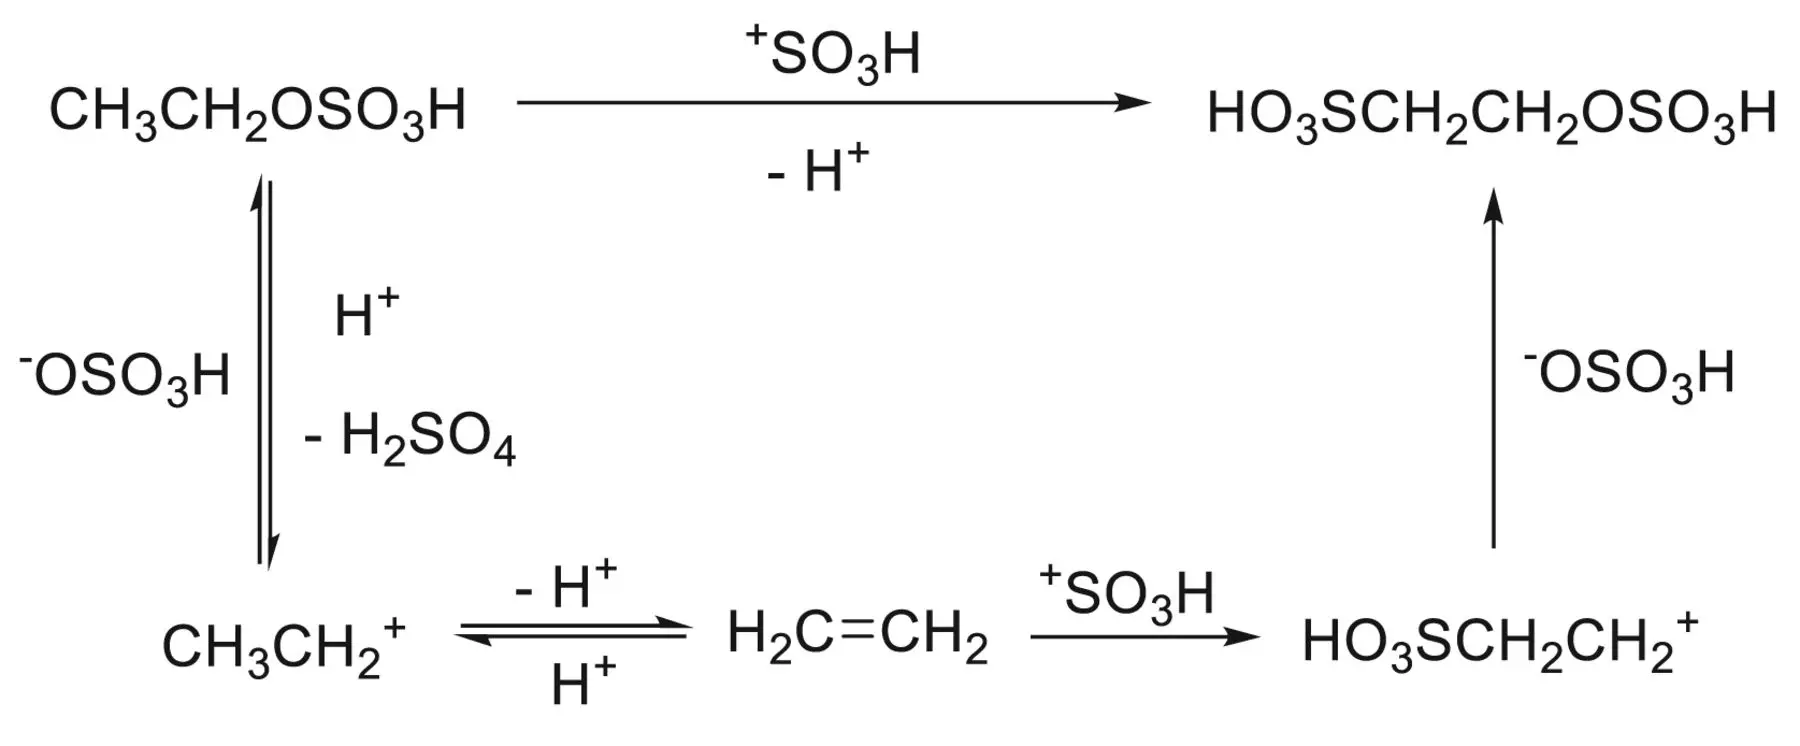 ⁺SO₃H
CH₃CH₂OSO₃H
HO₃SCH₂CH₂OSO₃H
- H⁺
H⁺
⁻OSO₃H
- H₂SO₄
⁻OSO₃H
- H⁺
⁺SO₃H
CH₃CH₂⁺
H₂C=CH₂
HO₃SCH₂CH₂⁺
H⁺